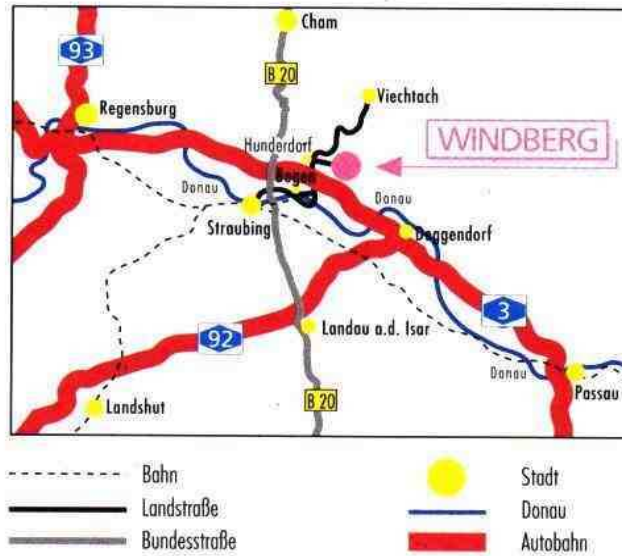 Cham
93
B 20
Viechtach
Regensburg
Hunderdorf
WINDBERG
Bogen
Donau
Donau
Straubing
Deggendorf
3
92
Landau a.d. Isar
Donau
B 20
Passau
Landshut
Bahn
Stadt
Landstraße
Donau
Bundesstraße
Autobahn